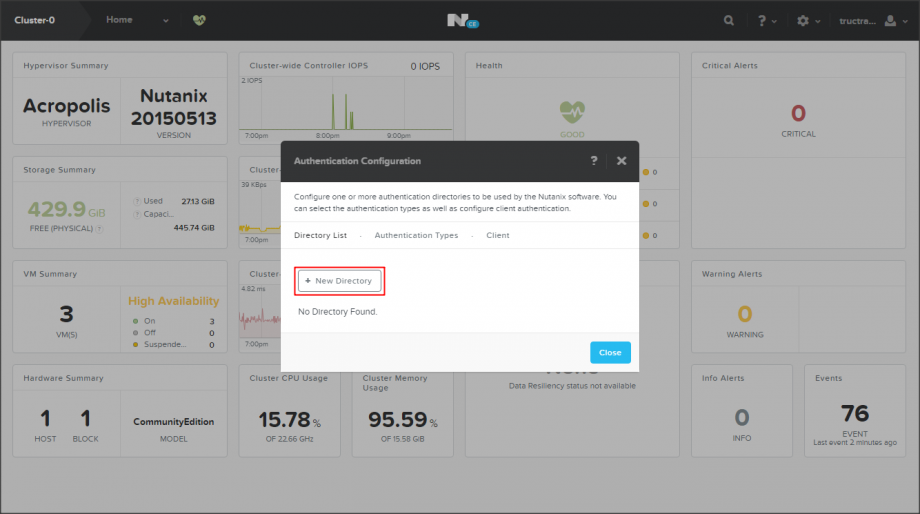 Cluster-0
Home
N CE
?
tructra...
Hypervisor Summary
Acropolis
HYPERVISOR
Nutanix
20150513
VERSION
Cluster-wide Controller IOPS 0 IOPS
2 IOPS
7:00pm 8:00pm 9:00pm
Health
GOOD
Critical Alerts
0
CRITICAL
Storage Summary
429.9 GiB
FREE (PHYSICAL) ?
? Used 27.13 GiB
? Capaci...
445.74 GiB
Cluster-
39 KBps
7:00pm
0
0
0
Authentication Configuration ?
Configure one or more authentication directories to be used by the Nutanix software. You
can select the authentication types as well as configure client authentication.
Directory List · Authentication Types · Client
+ New Directory
No Directory Found.
Close
VM Summary
3
VM(S)
High Availability
On 3
Off 0
Suspende... 0
Cluster-
4.82 ms
7:00pm
Data Resiliency status not available
Warning Alerts
0
WARNING
Hardware Summary
1
HOST
1
BLOCK
CommunityEdition
MODEL
Cluster CPU Usage
15.78 %
OF 22.66 GHz
Cluster Memory
Usage
95.59 %
OF 15.58 GiB
Info Alerts
0
INFO
Events
76
EVENT
Last event 2 minutes ago